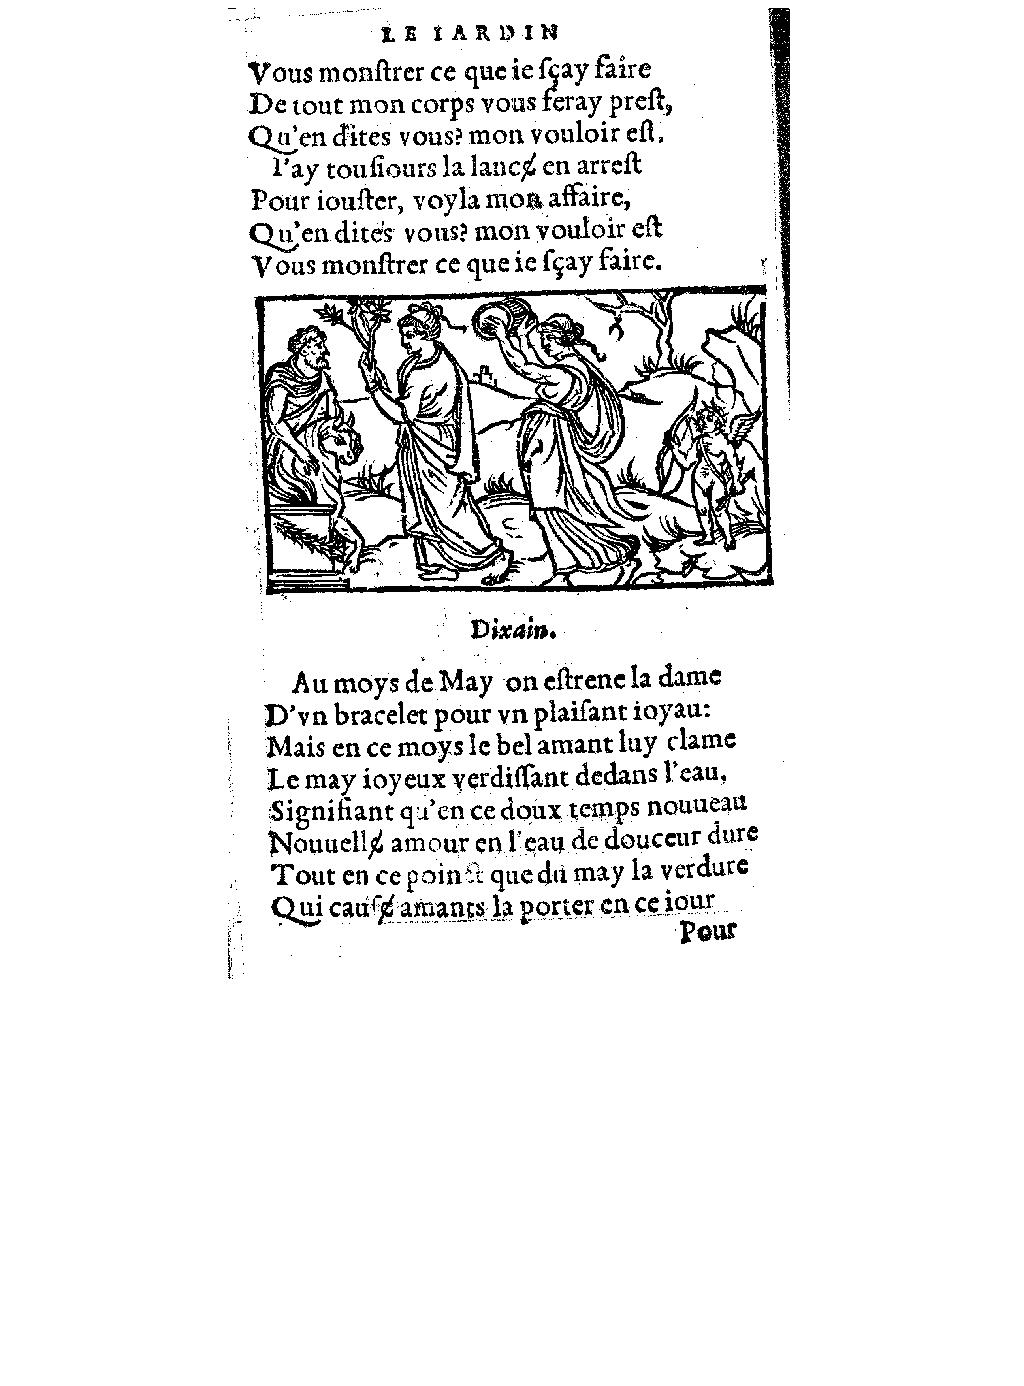 LE IARDIN
Vous monſtrer ce que ie ſçay faire
De tout mon corps vous feray preſt,
Qu'en dites vous? mon vouloir eſt,
I'ay touſiours la lancɇ en arreſt
Pour iouſter, voyla mon affaire,
Qu'en dites vous? mon vouloir eſt
Vous monſtrer ce que ie ſçay faire.
Dixain.
Au moys de May on eſtrene la dame
D'vn bracelet pour vn plaiſant ioyau:
Mais en ce moys le bel amant luy clame
Le may ioyeux verdiſſant dedans l'eau,
Signifiant qu'en ce doux temps nouueau
Nouuellɇ amour en l'eau de douceur dure
Tout en ce poinct que du may la verdure
Qui cauſɇ amants la porter en ce iour
Pour